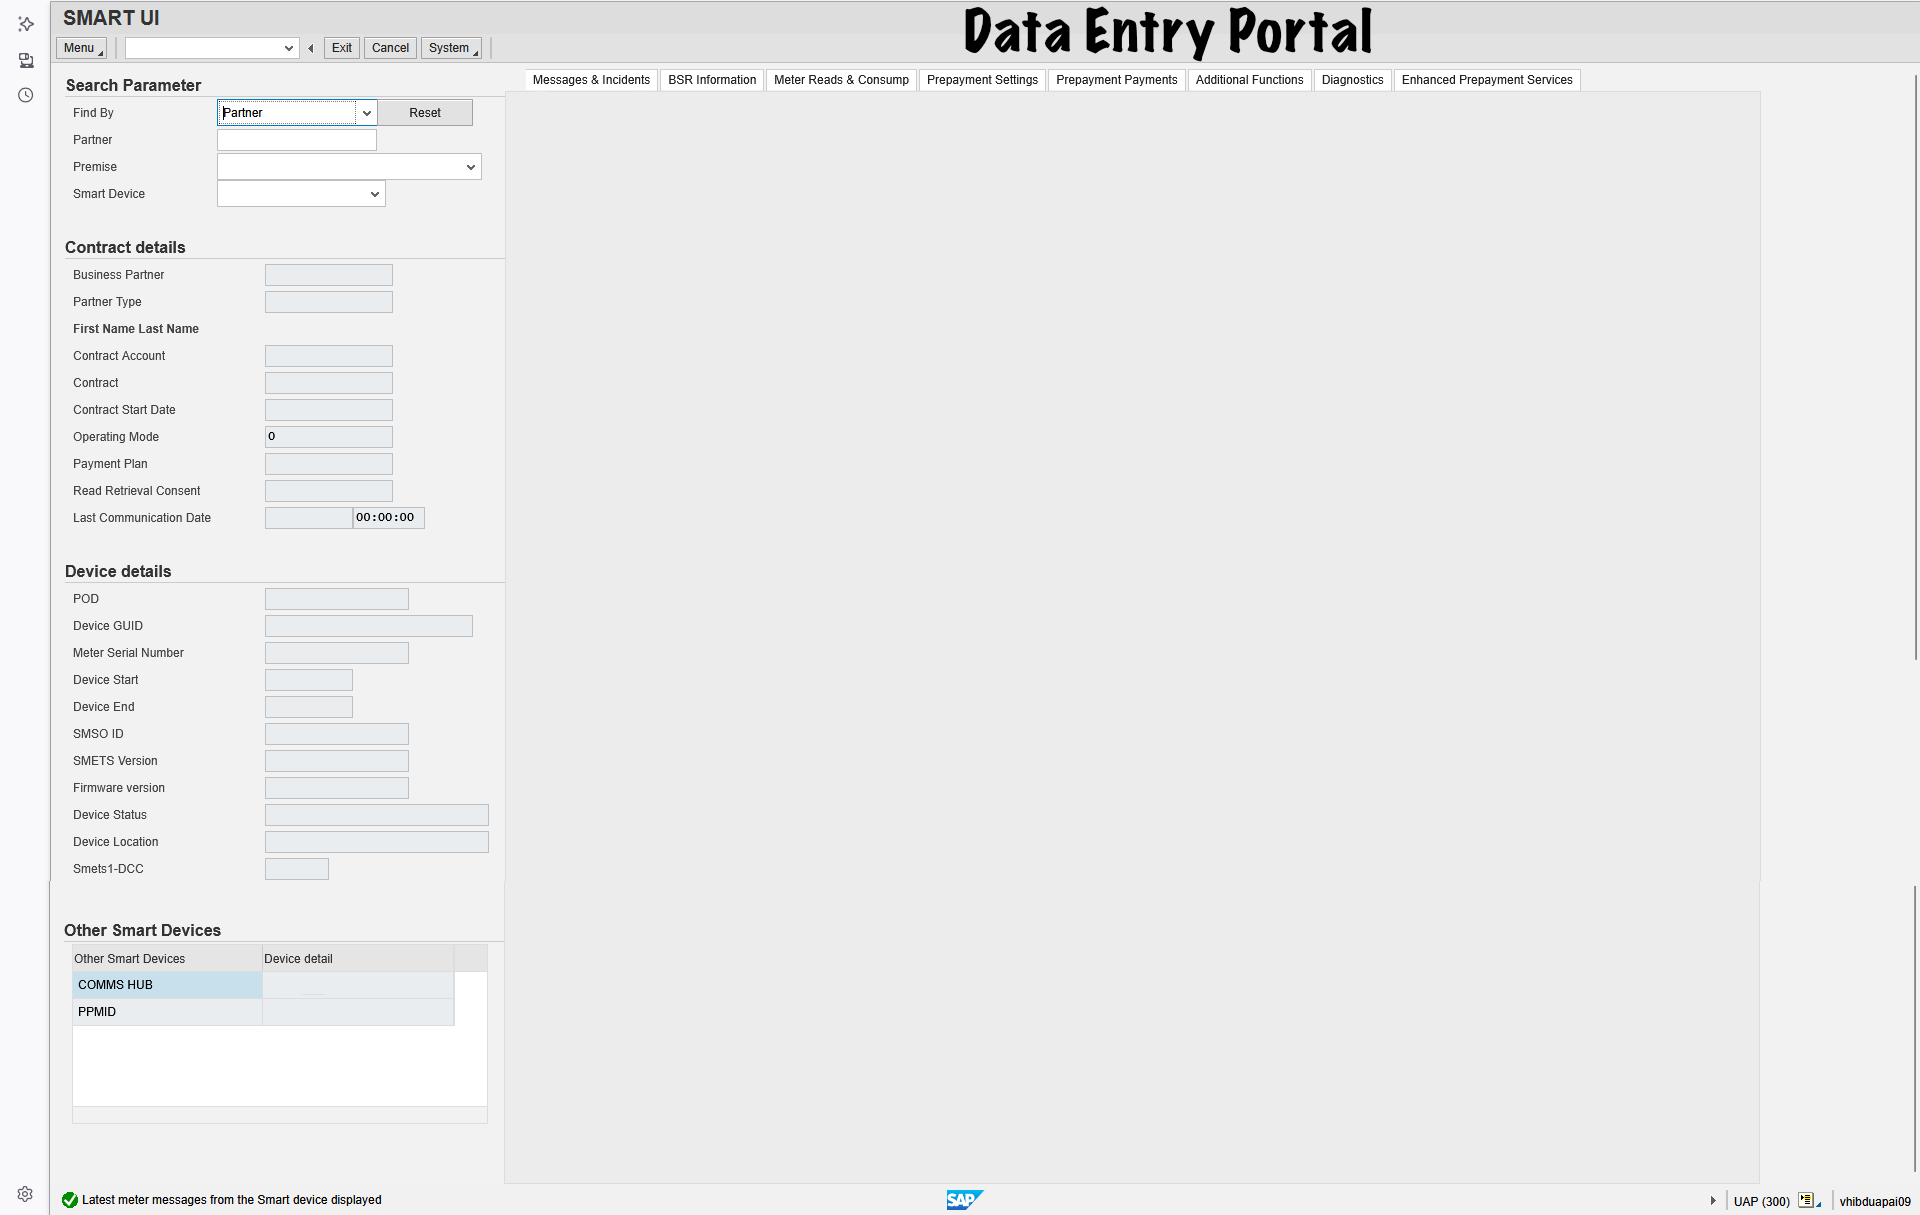 SMART UI
Data Entry Portal
Menu
Exit
Cancel
System
Search Parameter
Find By
Partner
Reset
Partner
Premise
Smart Device
Messages & Incidents
BSR Information
Meter Reads & Consump
Prepayment Settings
Prepayment Payments
Additional Functions
Diagnostics
Enhanced Prepayment Services
Contract details
Business Partner
Partner Type
First Name Last Name
Contract Account
Contract
Contract Start Date
Operating Mode
0
Payment Plan
Read Retrieval Consent
Last Communication Date
00:00:00
Device details
POD
Device GUID
Meter Serial Number
Device Start
Device End
SMSO ID
SMETS Version
Firmware version
Device Status
Device Location
Smets1-DCC
Other Smart Devices
Other Smart Devices
Device detail
COMMS HUB
PPMID
Latest meter messages from the Smart device displayed
SAP
UAP (300)
vhibduapai09